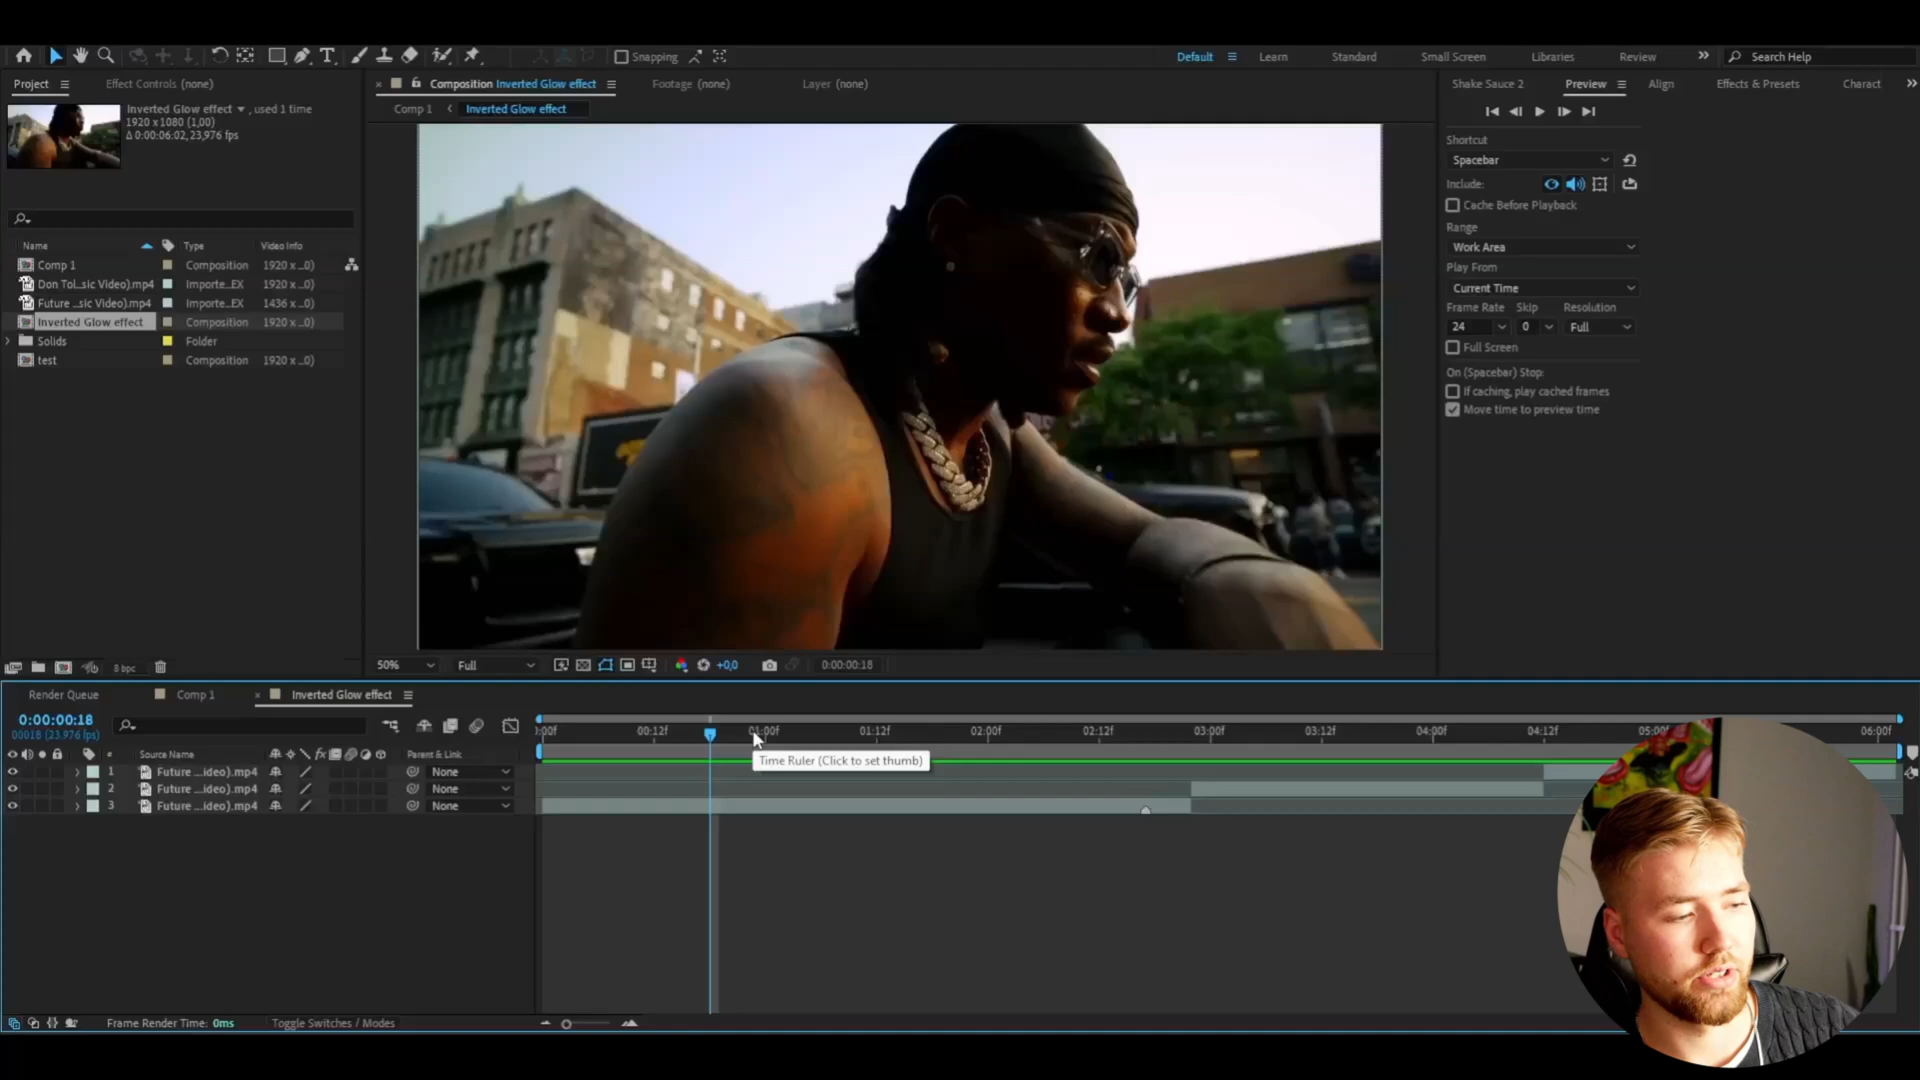 Snapping
Default
Learn
Standard
Small Screen
Libraries
Review
Search Help
Project
Effect Controls (none)
Composition Inverted Glow effect
Footage (none)
Layer (none)
Shake Sauce 2
Preview
Align
Effects & Presets
Charact
Inverted Glow effect , used 1 time
1920 x 1080 (1,00)
Δ 0:00:06:02, 23,976 fps
Comp 1
Inverted Glow effect
Shortcut
Spacebar
Include:
Cache Before Playback
Range
Work Area
Play From
Current Time
Frame Rate Skip Resolution
24 0 Full
Full Screen
On (Spacebar) Stop:
If caching, play cached frames
Move time to preview time
Name Type Video Info
Comp 1 Composition 1920 x ...0)
Don Tol...sic Video).mp4 Importe...EX 1920 x ...0)
Future ...sic Video).mp4 Importe...EX 1436 x ...0)
Inverted Glow effect Composition 1920 x ...0)
Solids Folder
test Composition 1920 x ...0)
8 bpc
50% Full +0,0 0:00:00:18
Render Queue Comp 1 Inverted Glow effect
0:00:00:18
00018 (23.976 fps)
:00f 00:12f 01:00f 01:12f 02:00f 02:12f 03:00f 03:12f 04:00f 04:12f 05:00f 06:00f
# Source Name fx Parent & Link
Time Ruler (Click to set thumb)
1 Future ...ideo).mp4 None
2 Future ...ideo).mp4 None
3 Future ...ideo).mp4 None
Frame Render Time: 0ms Toggle Switches / Modes